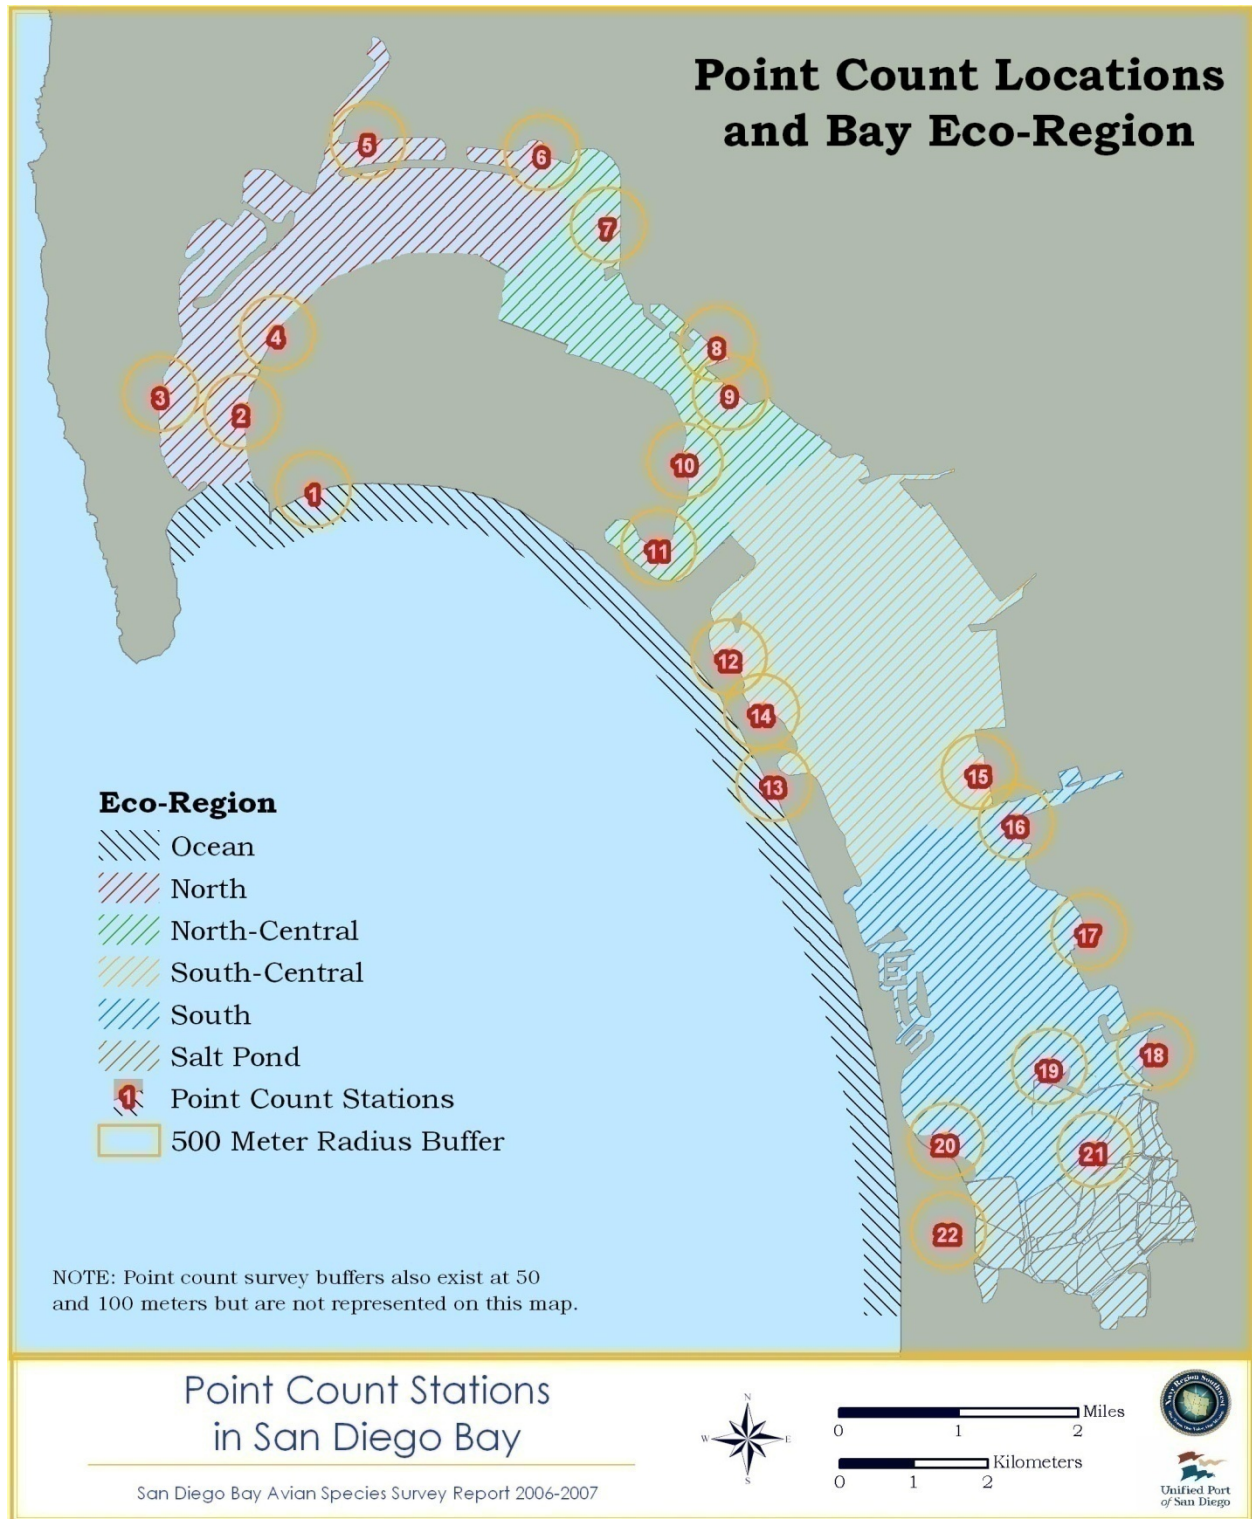 Point Count Locations
and Bay Eco-Region
5
6
7
4
8
3
9
2
10
1
11
12
14
15
13
16
17
18
19
20
21
22
Eco-Region
Ocean
North
North-Central
South-Central
South
Salt Pond
1 Point Count Stations
500 Meter Radius Buffer
NOTE: Point count survey buffers also exist at 50
and 100 meters but are not represented on this map.
Point Count Stations
in San Diego Bay
San Diego Bay Avian Species Survey Report 2006-2007
N
W E
S
Miles
0 1 2
Kilometers
0 1 2
Navy Region Southwest
Unified Port
of San Diego